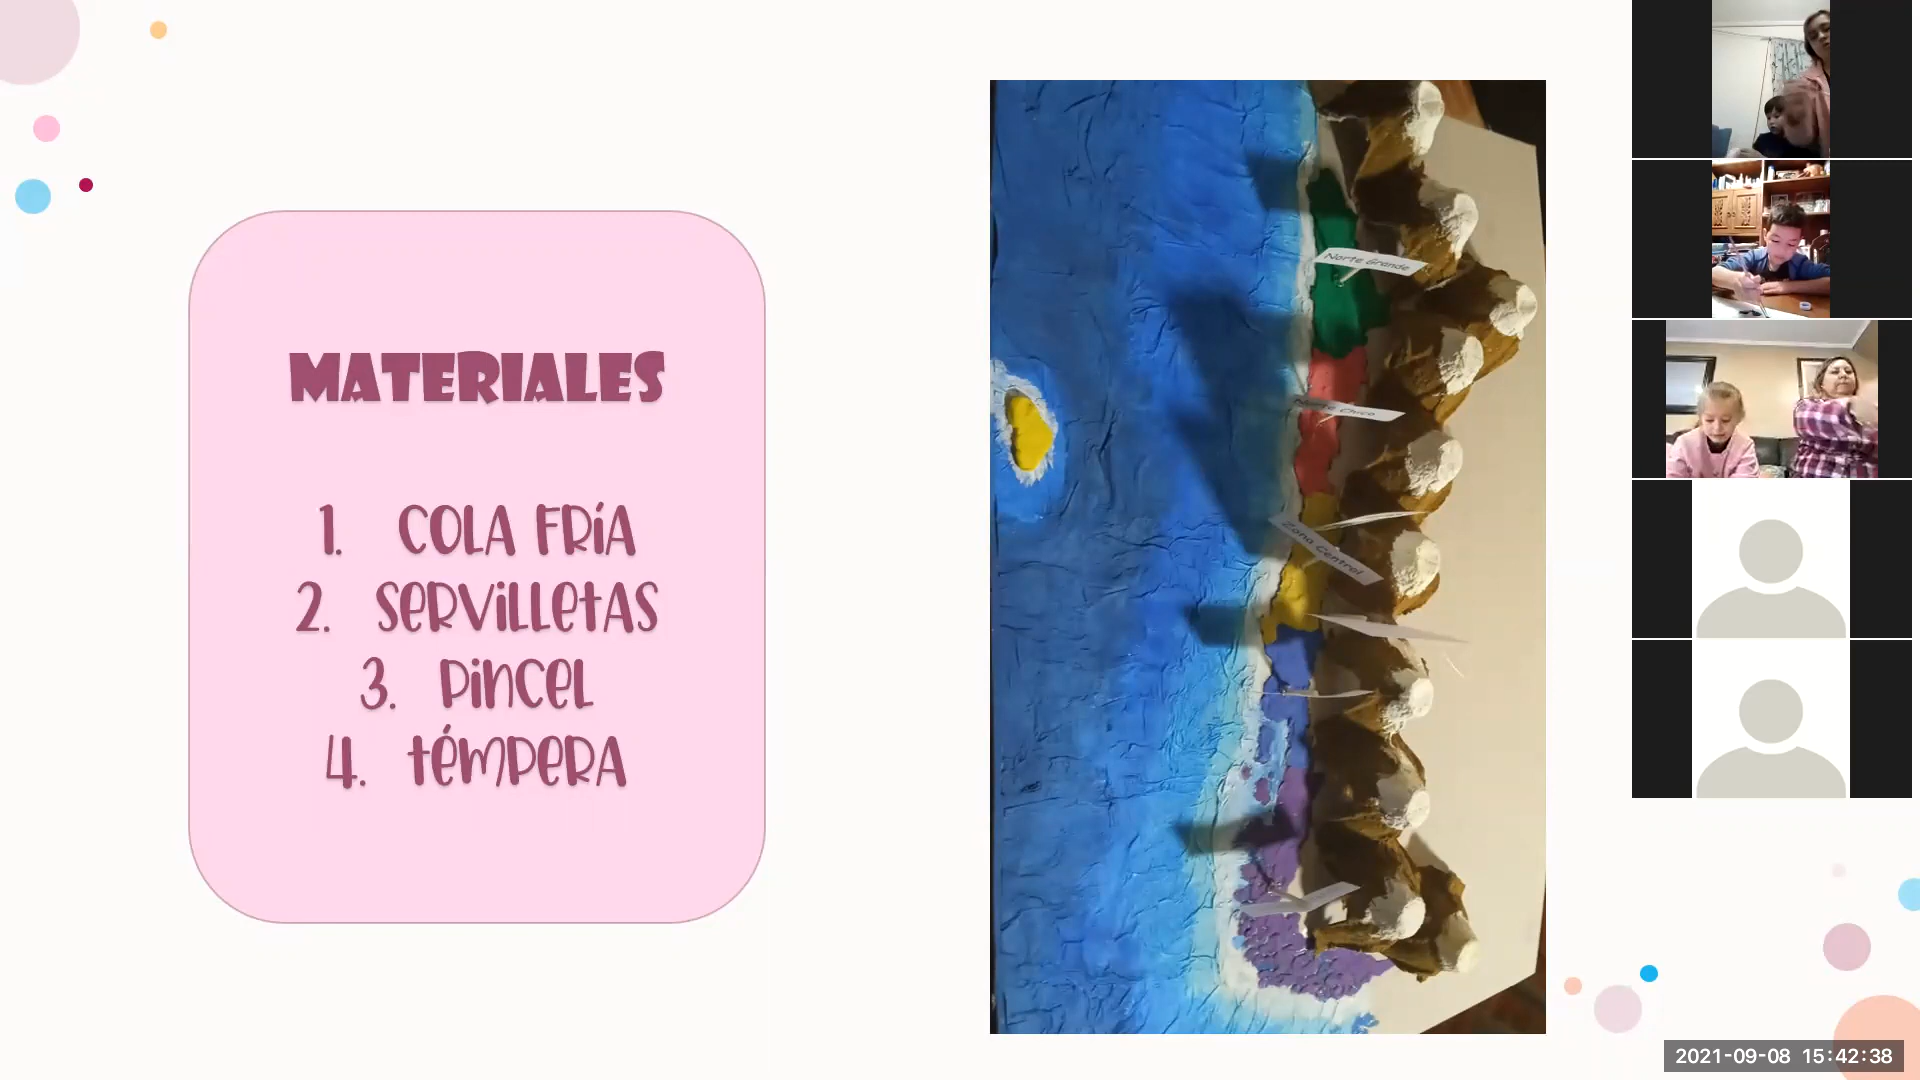 MATERIALES
1. COLA FRÍA
2. SERVILLETAS
3. PINCEL
4. TÉMPERA
Norte Grande
Chico
Zona Central
2021-09-08 15:42:38